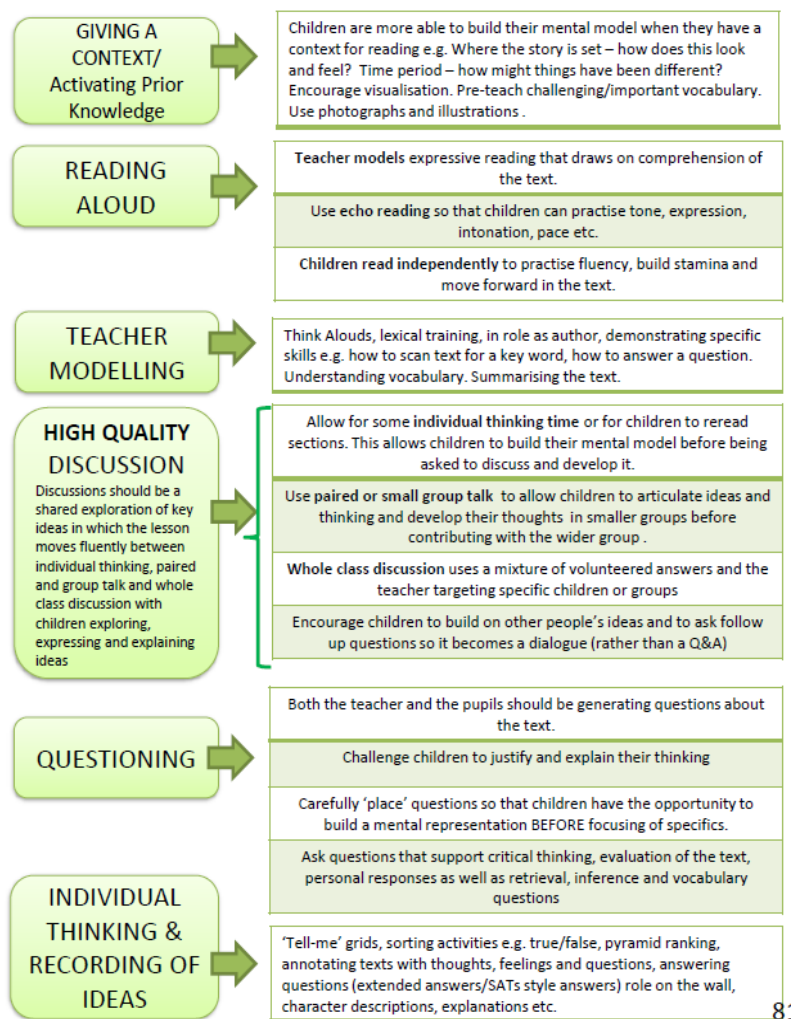 GIVING A
CONTEXT/
Activating Prior
Knowledge
Children are more able to build their mental model when they have a
context for reading e.g. Where the story is set – how does this look
and feel? Time period – how might things have been different?
Encourage visualisation. Pre-teach challenging/important vocabulary.
Use photographs and illustrations .
READING
ALOUD
Teacher models expressive reading that draws on comprehension of
the text.
Use echo reading so that children can practise tone, expression,
intonation, pace etc.
Children read independently to practise fluency, build stamina and
move forward in the text.
TEACHER
MODELLING
Think Alouds, lexical training, in role as author, demonstrating specific
skills e.g. how to scan text for a key word, how to answer a question.
Understanding vocabulary. Summarising the text.
HIGH QUALITY
DISCUSSION
Discussions should be a
shared exploration of key
ideas in which the lesson
moves fluently between
individual thinking, paired
and group talk and whole
class discussion with
children exploring,
expressing and explaining
ideas
Allow for some individual thinking time or for children to reread
sections. This allows children to build their mental model before being
asked to discuss and develop it.
Use paired or small group talk to allow children to articulate ideas and
thinking and develop their thoughts in smaller groups before
contributing with the wider group .
Whole class discussion uses a mixture of volunteered answers and the
teacher targeting specific children or groups
Encourage children to build on other people's ideas and to ask follow
up questions so it becomes a dialogue (rather than a Q&A)
QUESTIONING
Both the teacher and the pupils should be generating questions about
the text.
Challenge children to justify and explain their thinking
Carefully 'place' questions so that children have the opportunity to
build a mental representation BEFORE focusing of specifics.
Ask questions that support critical thinking, evaluation of the text,
personal responses as well as retrieval, inference and vocabulary
questions
INDIVIDUAL
THINKING &
RECORDING OF
IDEAS
'Tell-me' grids, sorting activities e.g. true/false, pyramid ranking,
annotating texts with thoughts, feelings and questions, answering
questions (extended answers/SATs style answers) role on the wall,
character descriptions, explanations etc.